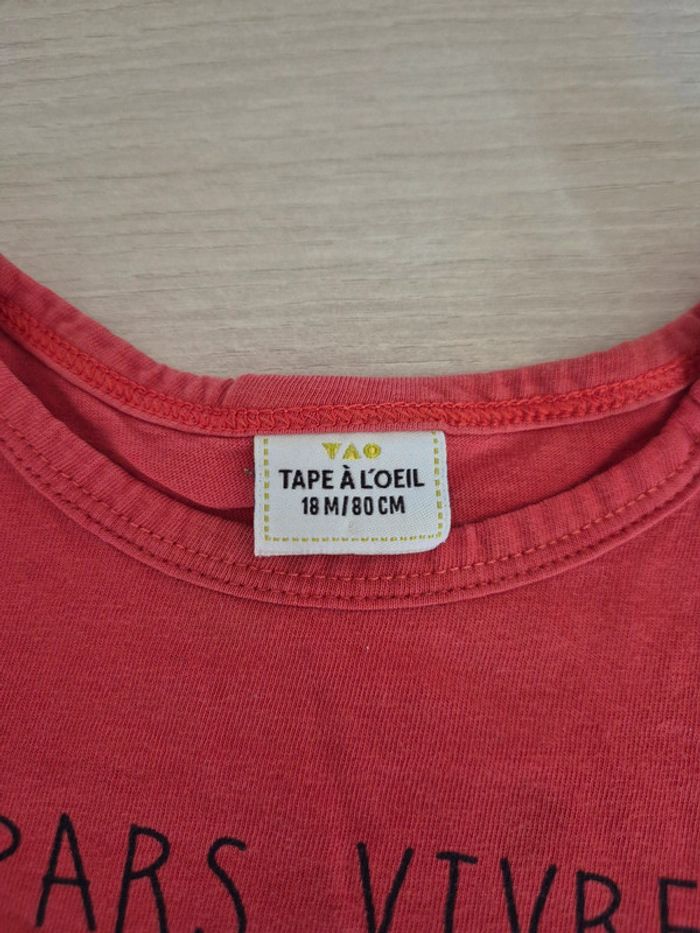 TAO
TAPE À L'OEIL
18 M/80 CM
PARS VIVRE